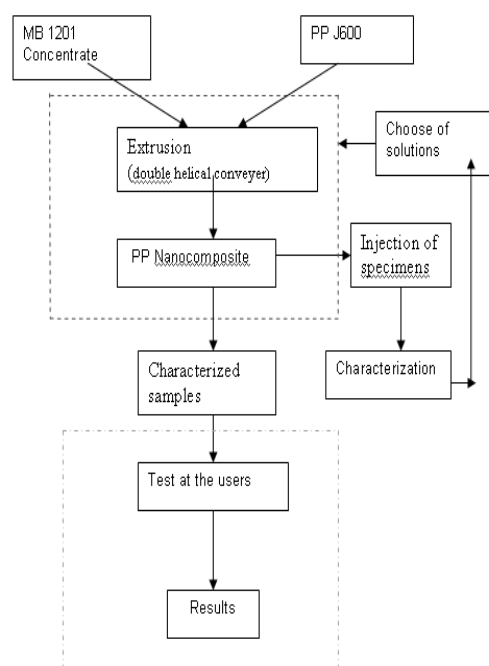 MB 1201
Concentrate
PP J600
Extrusion
(double helical conveyer)
Choose of
solutions
PP Nanocomposite
Injection of
specimens
Characterized
samples
Characterization
Test at the users
Results